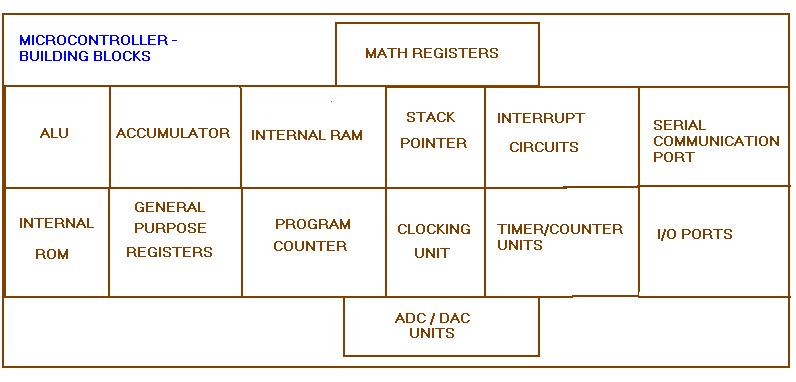 MICROCONTROLLER –
BUILDING BLOCKS
MATH REGISTERS
ALU
ACCUMULATOR
INTERNAL RAM
STACK
POINTER
INTERRUPT
CIRCUITS
SERIAL
COMMUNICATION
PORT
INTERNAL
ROM
GENERAL
PURPOSE
REGISTERS
PROGRAM
COUNTER
CLOCKING
UNIT
TIMER/COUNTER
UNITS
I/O PORTS
ADC / DAC
UNITS